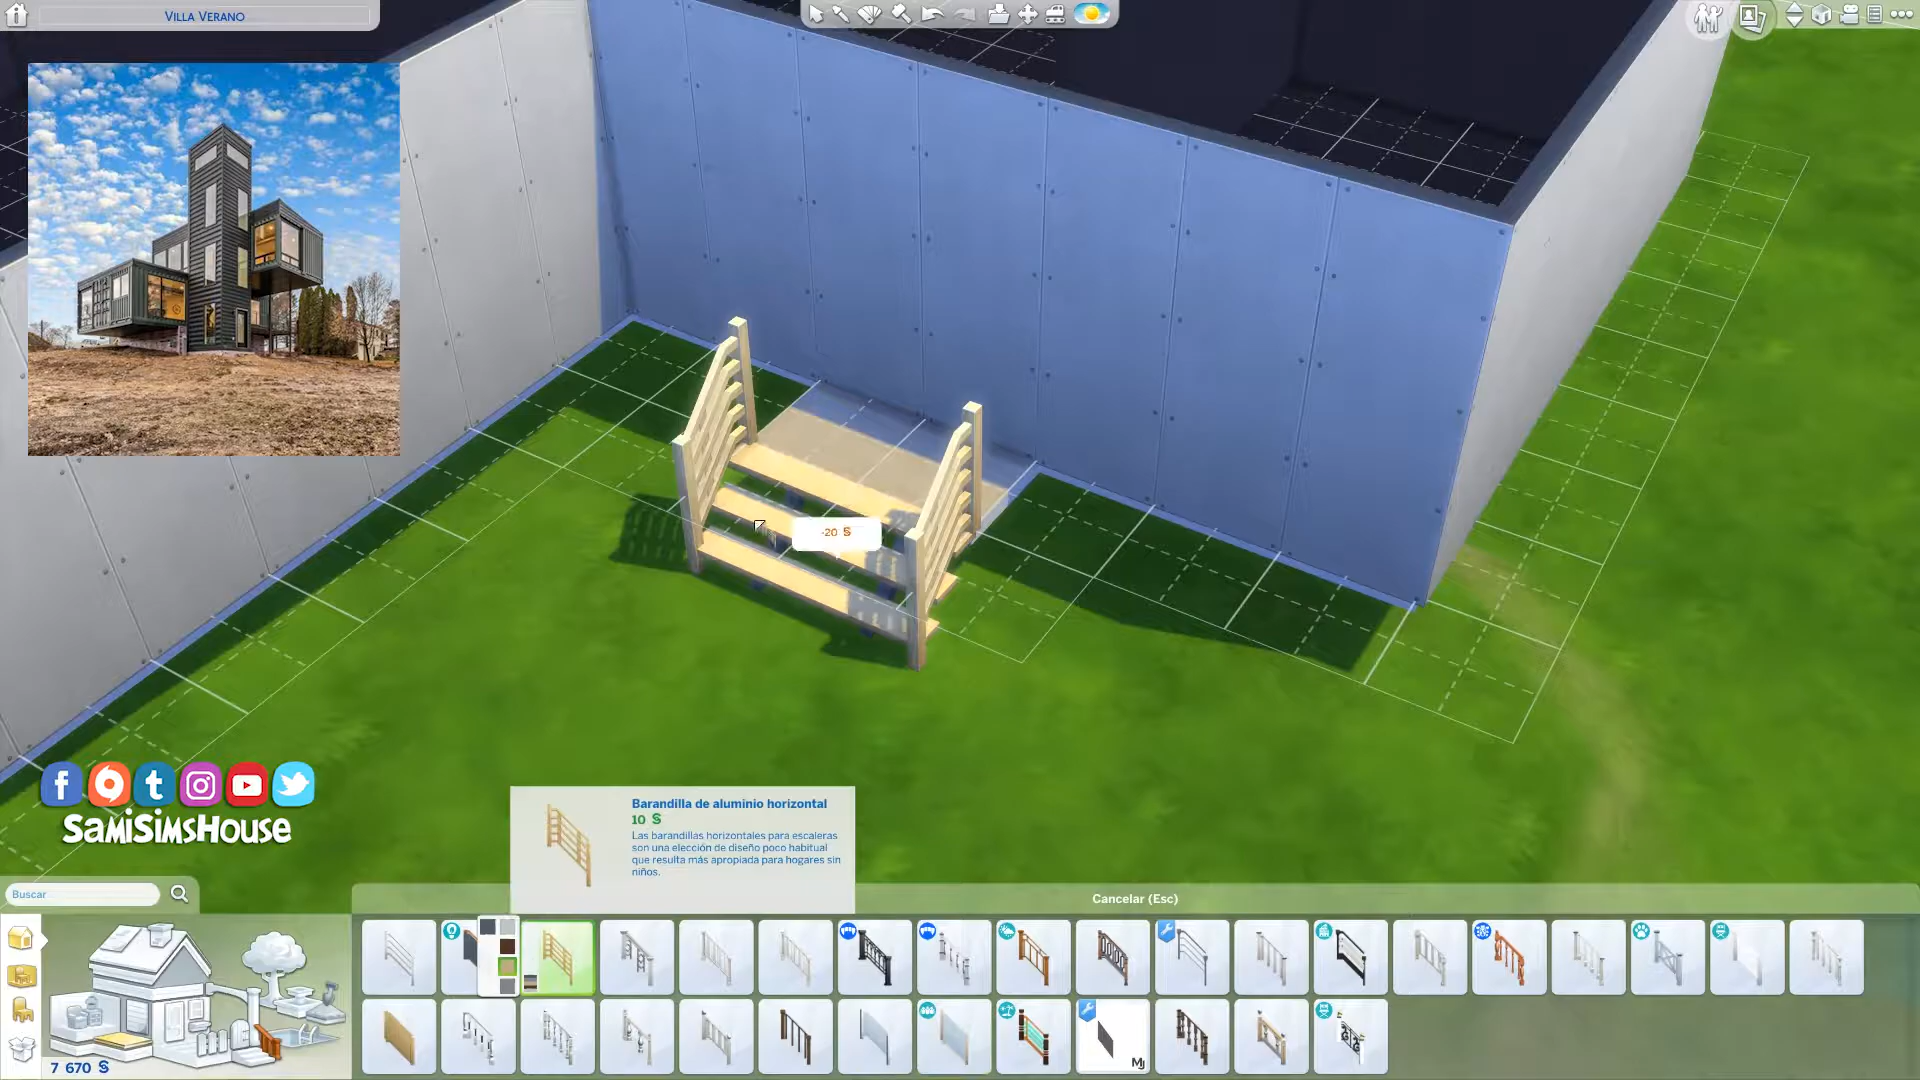 VILLA VERANO
-20 $
SAMISIMSHOUSE
Barandilla de aluminio horizontal
10 $
Las barandillas horizontales para escaleras
son una elección de diseño poco habitual
que resulta más apropiada para hogares sin
niños.
Buscar
Cancelar (Esc)
7 670 $
MJ